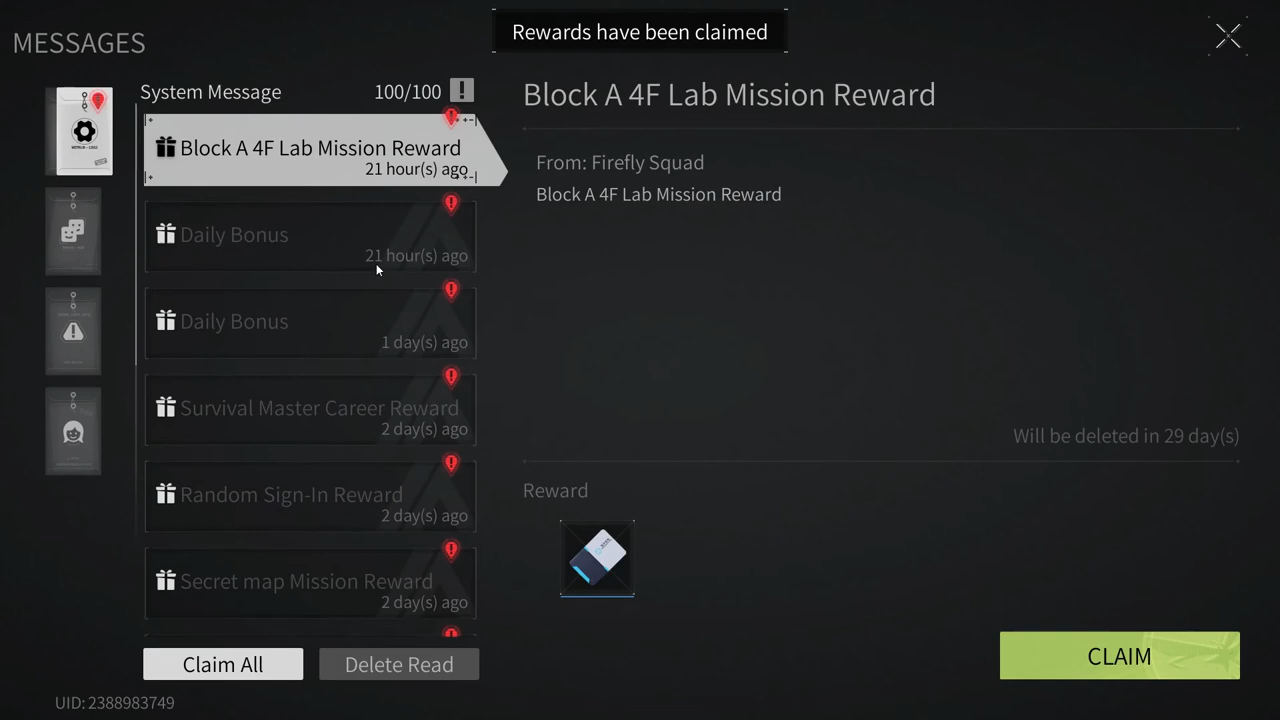 Rewards have been claimed
MESSAGES
System Message 100/100
Block A 4F Lab Mission Reward
21 hour(s) ago
Daily Bonus
21 hour(s) ago
Daily Bonus
1 day(s) ago
Survival Master Career Reward
2 day(s) ago
Random Sign-In Reward
2 day(s) ago
Secret map Mission Reward
2 day(s) ago
Claim All
Delete Read
UID: 2388983749
Block A 4F Lab Mission Reward
From: Firefly Squad
Block A 4F Lab Mission Reward
Will be deleted in 29 day(s)
Reward
CLAIM